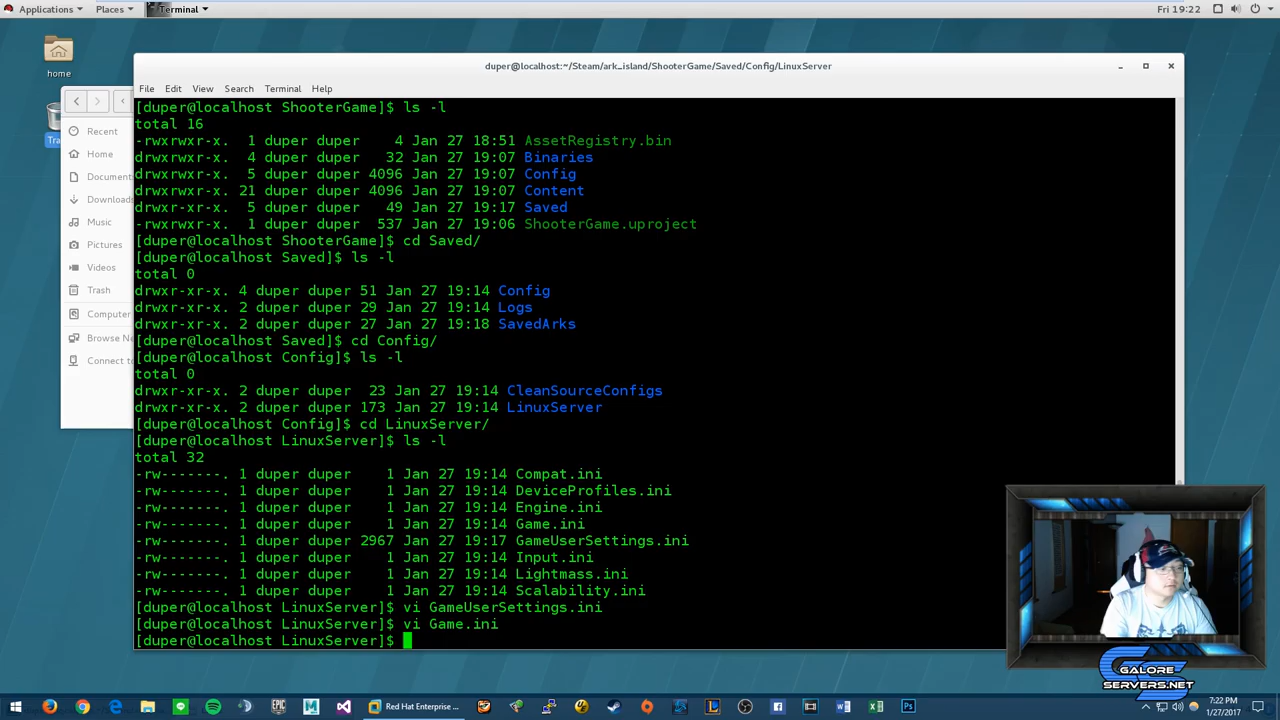 Applications Places Terminal Fri 19:22
home
duper@localhost:~/Steam/ark_island/ShooterGame/Saved/Config/LinuxServer
File Edit View Search Terminal Help
Recent
Home
Document
Downloads
Music
Pictures
Videos
Trash
Computer
Browse Ne
Connect to
Tra
[duper@localhost ShooterGame]$ ls -l
total 16
-rwxrwxr-x. 1 duper duper 4 Jan 27 18:51 AssetRegistry.bin
drwxrwxr-x. 4 duper duper 32 Jan 27 19:07 Binaries
drwxrwxr-x. 5 duper duper 4096 Jan 27 19:07 Config
drwxrwxr-x. 21 duper duper 4096 Jan 27 19:07 Content
drwxrwxr-x. 5 duper duper 49 Jan 27 19:17 Saved
-rwxrwxr-x. 1 duper duper 537 Jan 27 19:06 ShooterGame.uproject
[duper@localhost ShooterGame]$ cd Saved/
[duper@localhost Saved]$ ls -l
total 0
drwxr-xr-x. 4 duper duper 51 Jan 27 19:14 Config
drwxr-xr-x. 2 duper duper 29 Jan 27 19:14 Logs
drwxr-xr-x. 2 duper duper 27 Jan 27 19:18 SavedArks
[duper@localhost Saved]$ cd Config/
[duper@localhost Config]$ ls -l
total 0
drwxr-xr-x. 2 duper duper 23 Jan 27 19:14 CleanSourceConfigs
drwxr-xr-x. 2 duper duper 173 Jan 27 19:14 LinuxServer
[duper@localhost Config]$ cd LinuxServer/
[duper@localhost LinuxServer]$ ls -l
total 32
-rw-------. 1 duper duper 1 Jan 27 19:14 Compat.ini
-rw-------. 1 duper duper 1 Jan 27 19:14 DeviceProfiles.ini
-rw-------. 1 duper duper 1 Jan 27 19:14 Engine.ini
-rw-------. 1 duper duper 1 Jan 27 19:14 Game.ini
-rw-------. 1 duper duper 2967 Jan 27 19:17 GameUserSettings.ini
-rw-------. 1 duper duper 1 Jan 27 19:14 Input.ini
-rw-------. 1 duper duper 1 Jan 27 19:14 Lightmass.ini
-rw-------. 1 duper duper 1 Jan 27 19:14 Scalability.ini
[duper@localhost LinuxServer]$ vi GameUserSettings.ini
[duper@localhost LinuxServer]$ vi Game.ini
[duper@localhost LinuxServer]$
GALORE
SERVERS.NET
Red Hat Enterprise ...
7:22 PM
1/27/2017